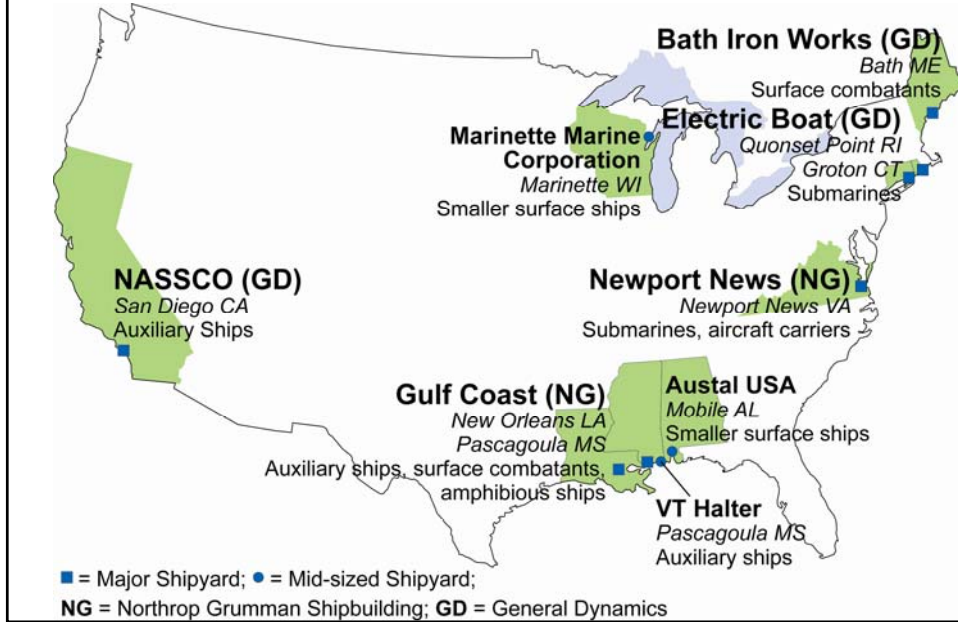 Bath Iron Works (GD)
Bath ME
Surface combatants
Electric Boat (GD)
Quonset Point RI
Groton CT
Submarines
Marinette Marine
Corporation
Marinette WI
Smaller surface ships
NASSCO (GD)
San Diego CA
Auxiliary Ships
Newport News (NG)
Newport News VA
Submarines, aircraft carriers
Gulf Coast (NG)
New Orleans LA
Pascagoula MS
Auxiliary ships, surface combatants,
amphibious ships
Austal USA
Mobile AL
Smaller surface ships
VT Halter
Pascagoula MS
Auxiliary ships
= Major Shipyard; = Mid-sized Shipyard;
NG = Northrop Grumman Shipbuilding; GD = General Dynamics